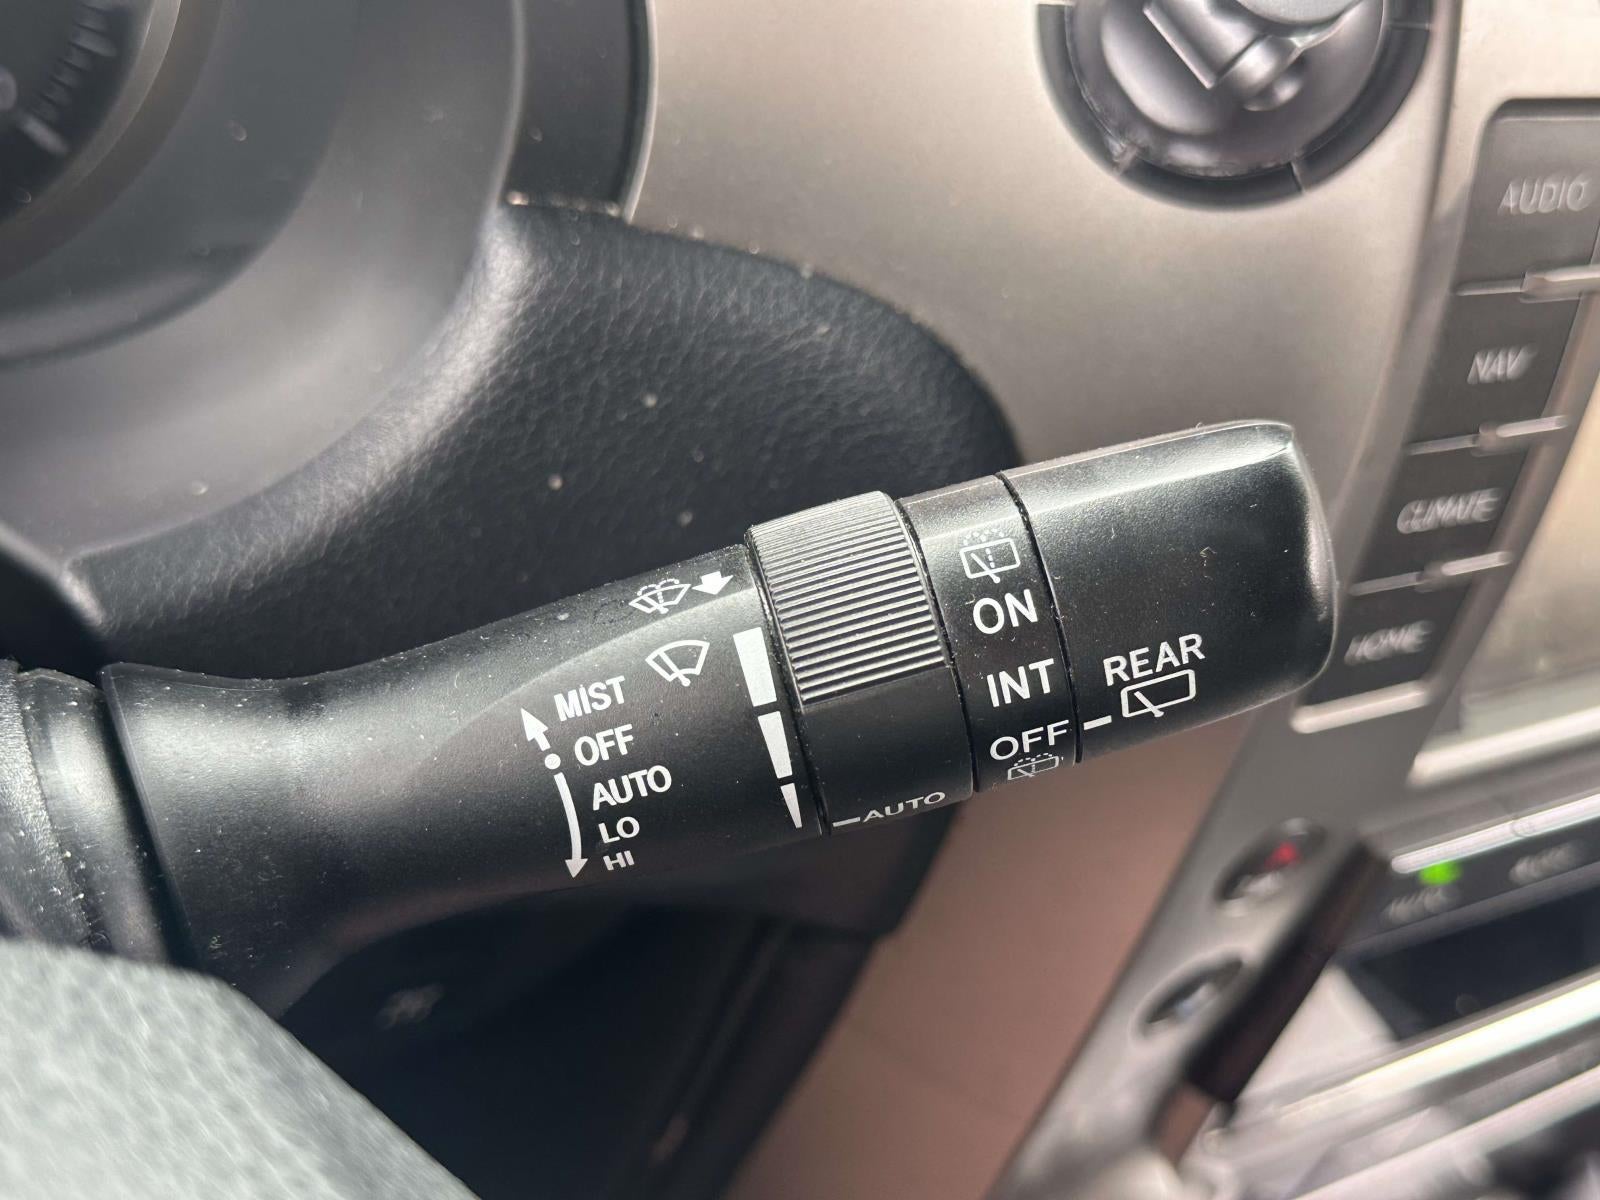 MIST
OFF
AUTO
LO
HI
AUTO
ON
INT
OFF
REAR
AUDIO
NAV
CLIMATE
HOME